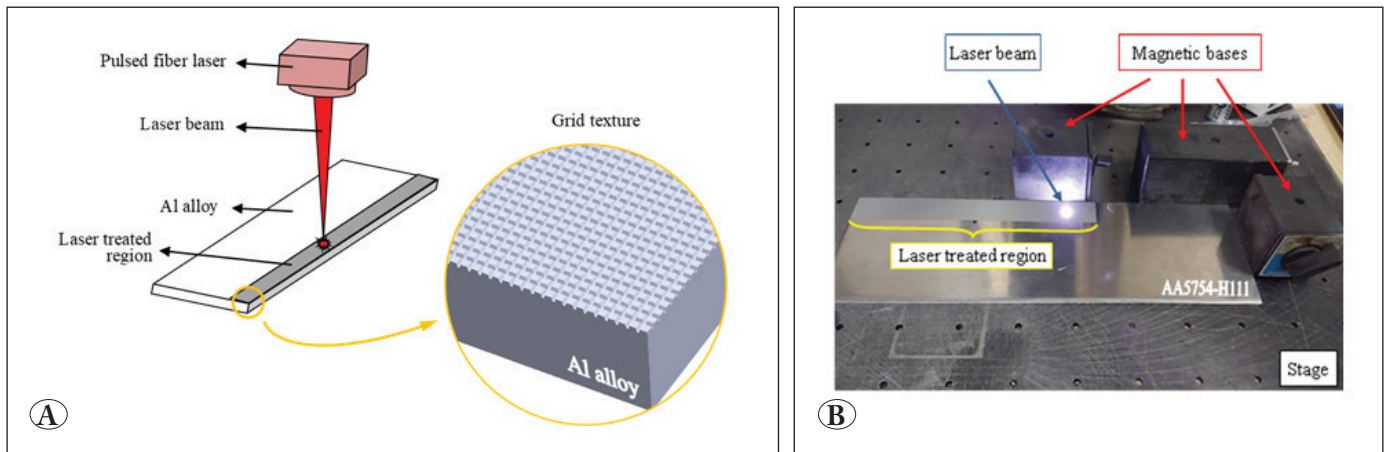 Pulsed fiber laser
Laser beam
Al alloy
Laser treated
region
Grid texture
Al alloy
A
Laser beam
Magnetic bases
Laser treated region
AA5754-H111
Stage
B